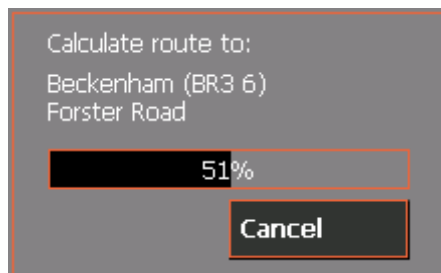 Calculate route to:
Beckenham (BR3 6)
Forster Road
51%
Cancel